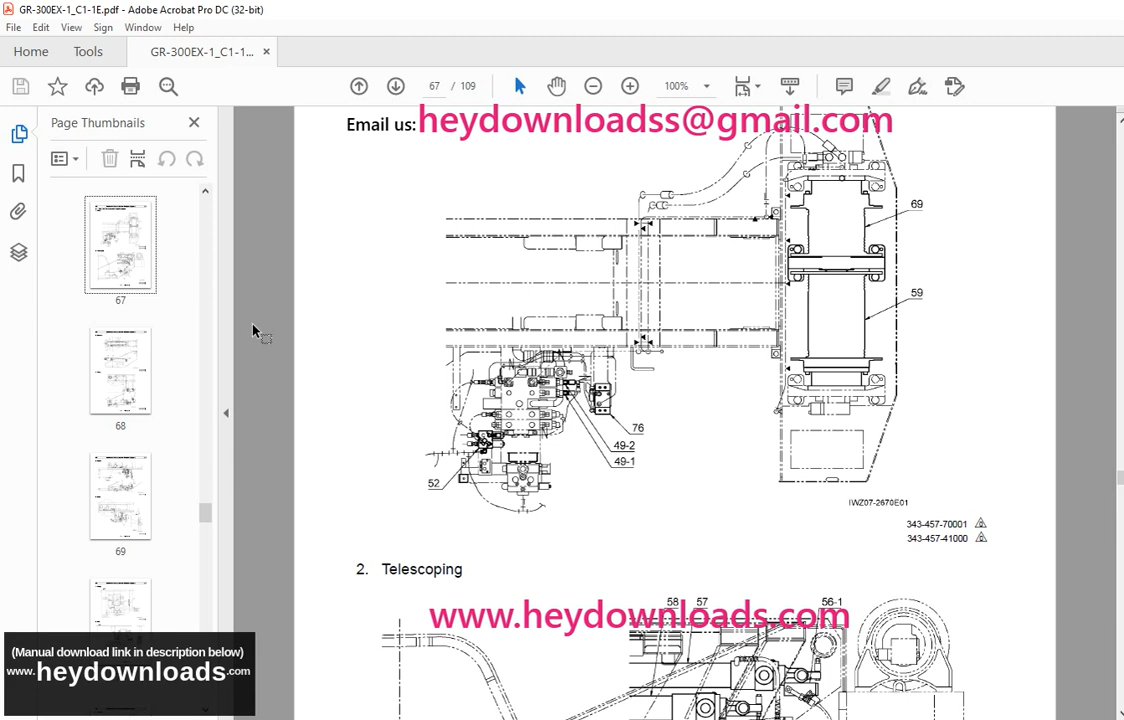 GR-300EX-1_C1-1E.pdf - Adobe Acrobat Pro DC (32-bit)
File Edit View Sign Window Help
Home Tools GR-300EX-1_C1-1... ×
67 / 109 100%
Page Thumbnails
67
68
69
Email us:heydownloadss@gmail.com
69
59
76
49-2
49-1
52
IWZ07-2670E01
343-457-70001
343-457-41000
2. Telescoping
58 57 56-1
www.heydownloads.com
(Manual download link in description below)
www.heydownloads.com